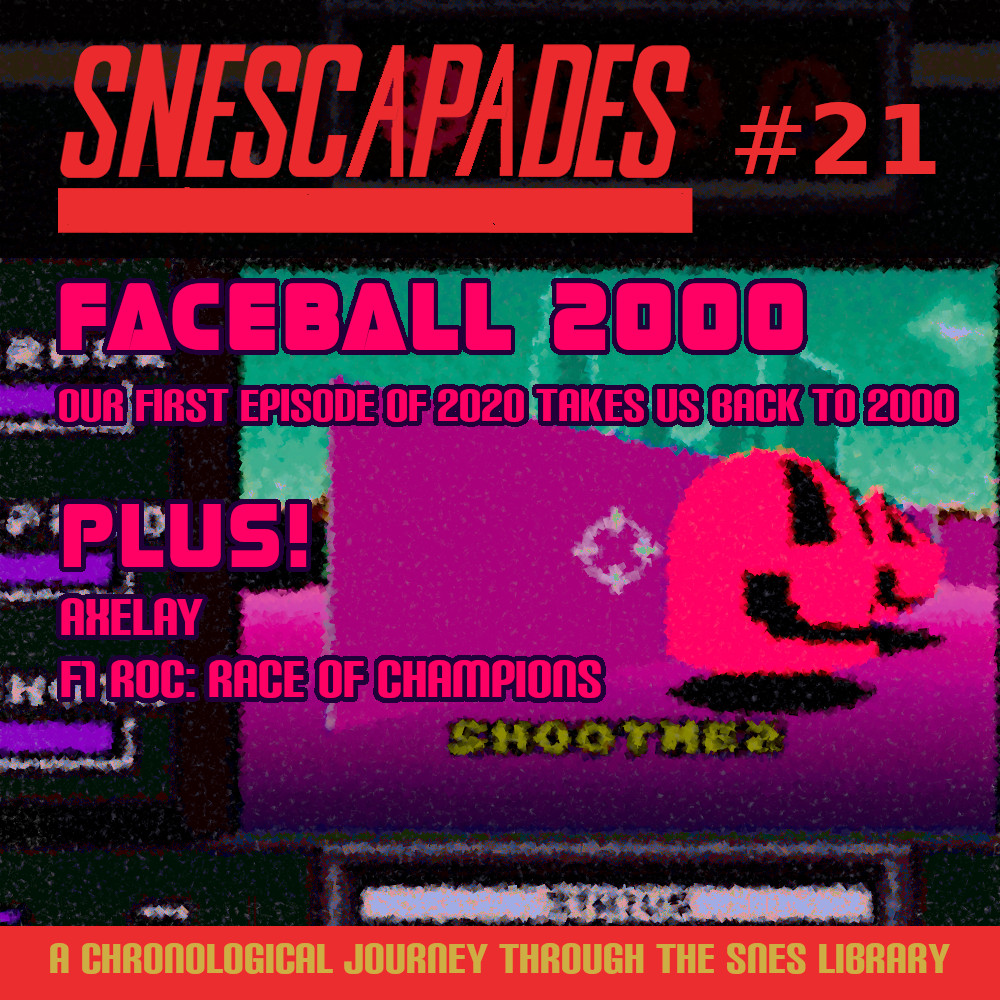 SNESCAPADES #21
FACEBALL 2000
OUR FIRST EPISODE OF 2020 TAKES US BACK TO 2000
PLUS!
AXELAY
F1 ROC: RACE OF CHAMPIONS
SHOOTME2
A CHRONOLOGICAL JOURNEY THROUGH THE SNES LIBRARY